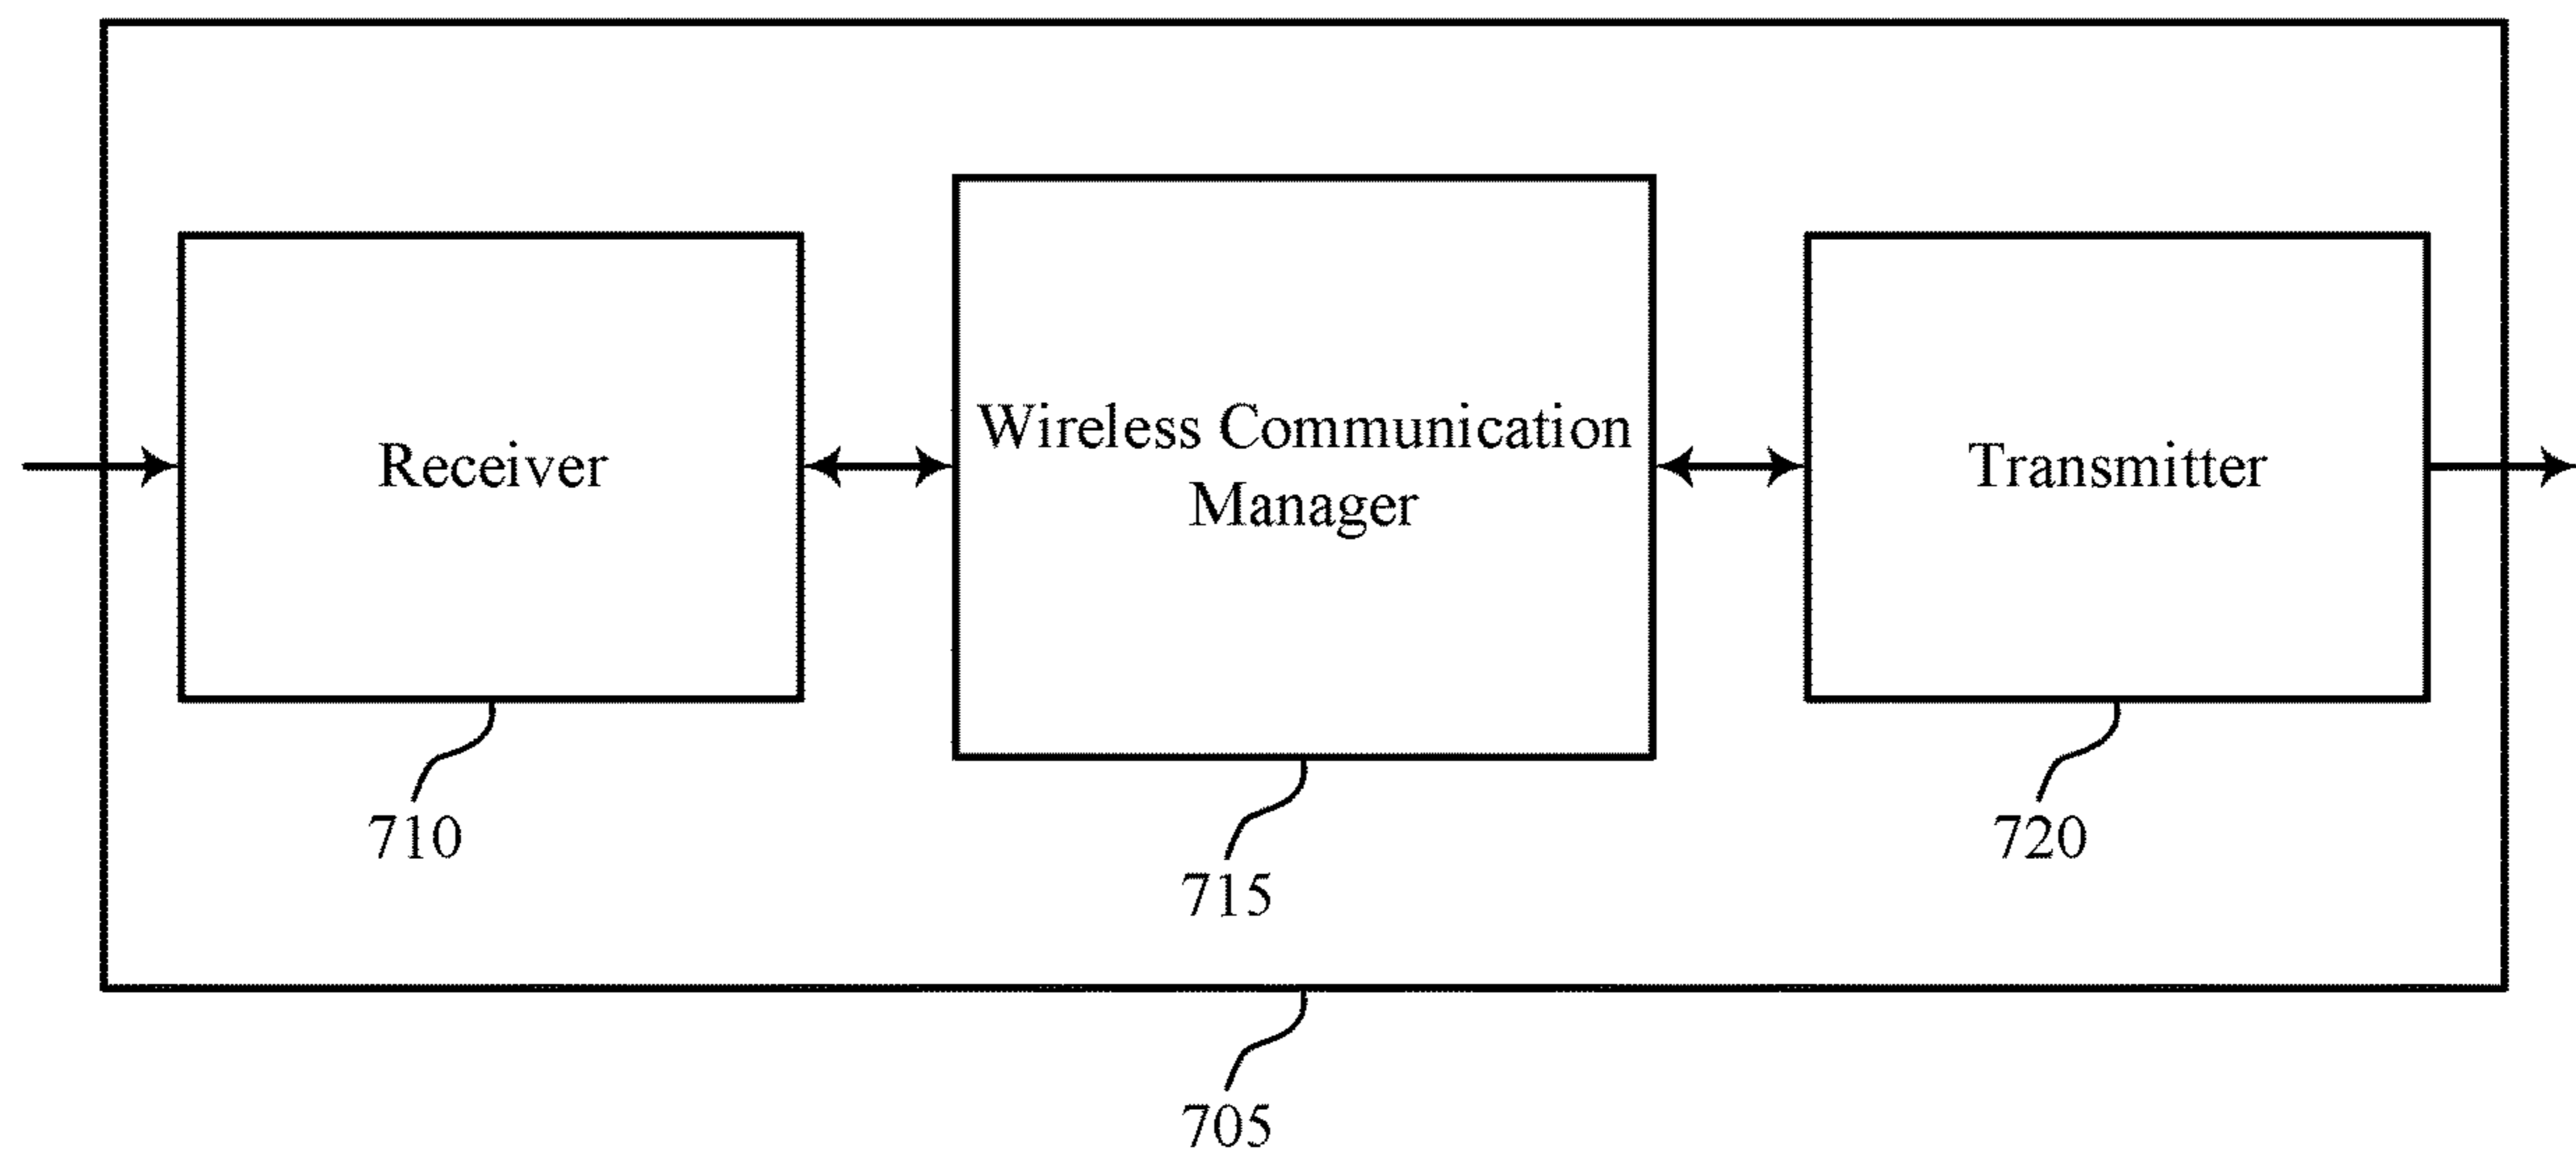 Receiver
Wireless Communication
Manager
Transmitter
710
715
720
705